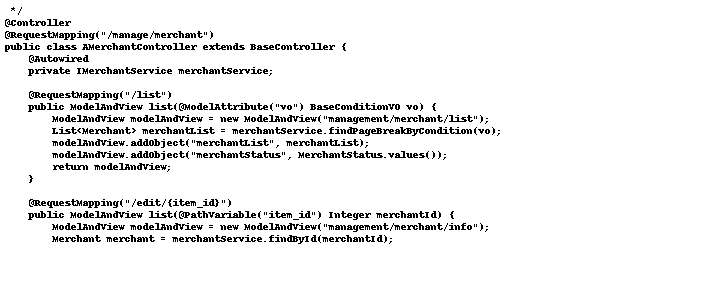 */
@Controller
@RequestMapping("/manage/merchant")
public class AMerchantController extends BaseController {
@Autowired
private IMerchantService merchantService;
@RequestMapping("/list")
public ModelAndView list(@ModelAttribute("vo") BaseConditionVO vo) {
ModelAndView modelAndView = new ModelAndView("management/merchant/list");
List<Merchant> merchantList = merchantService.findPageBreakByCondition(vo);
modelAndView.addObject("merchantList", merchantList);
modelAndView.addObject("merchantStatus", MerchantStatus.values());
return modelAndView;
}
@RequestMapping("/edit/{item_id}")
public ModelAndView list(@PathVariable("item_id") Integer merchantId) {
ModelAndView modelAndView = new ModelAndView("management/merchant/info");
Merchant merchant = merchantService.findById(merchantId);